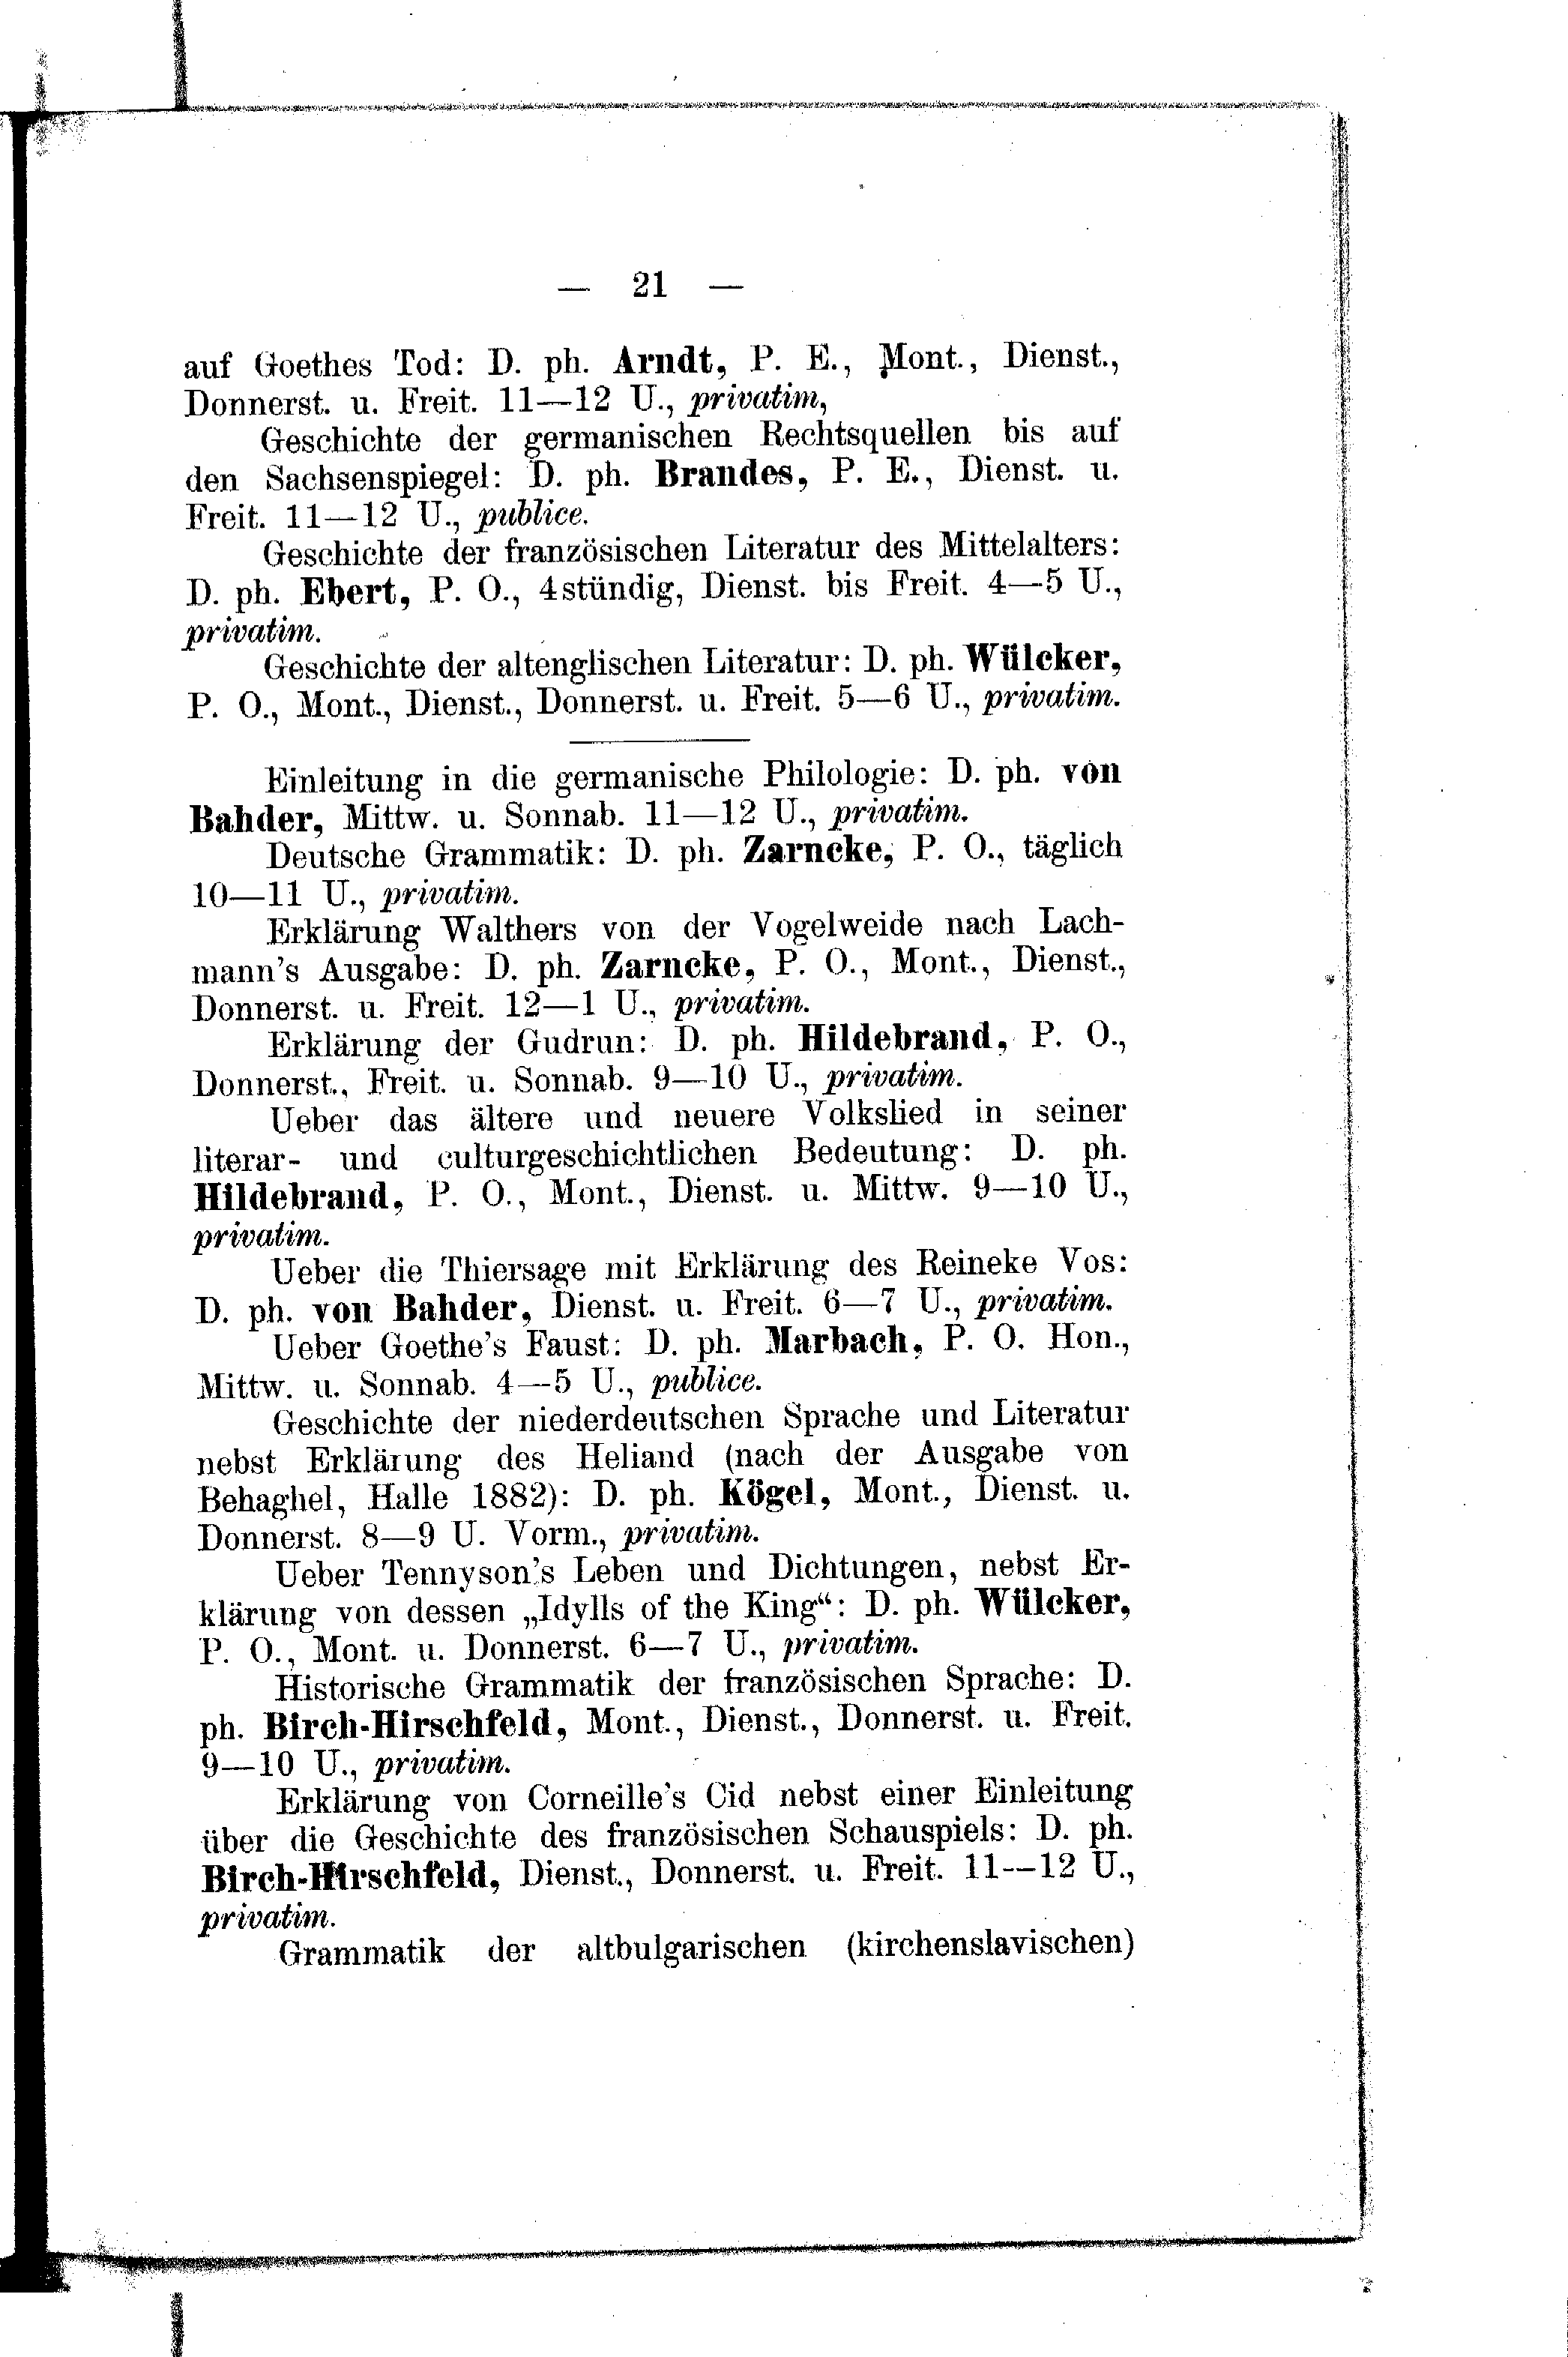 — 21 —
auf Goethes Tod: D. ph. Arndt, P. E., Mont., Dienst.,
Donnerst. u. Freit. 11—12 U., privatim,
Geschichte der germanischen Rechtsquellen bis auf
den Sachsenspiegel: D. ph. Brandes, P. E., Dienst. u.
Freit. 11—12 U., publice.
Geschichte der französischen Literatur des Mittelalters:
D. ph. Ebert, P. O., 4stündig, Dienst. bis Freit. 4—5 U.,
privatim.
Geschichte der altenglischen Literatur: D. ph. Wülcker,
P. O., Mont., Dienst., Donnerst. u. Freit. 5—6 U., privatim.
Einleitung in die germanische Philologie: D. ph. von
Bahder, Mittw. u. Sonnab. 11—12 U., privatim.
Deutsche Grammatik: D. ph. Zarncke, P. O., täglich
10—11 U., privatim.
Erklärung Walthers von der Vogelweide nach Lach-
mann's Ausgabe: D. ph. Zarncke, P. O., Mont., Dienst.,
Donnerst. u. Freit. 12—1 U., privatim.
Erklärung der Gudrun: D. ph. Hildebrand, P. O.,
Donnerst., Freit. u. Sonnab. 9—10 U., privatim.
Ueber das ältere und neuere Volkslied in seiner
literar- und culturgeschichtlichen Bedeutung: D. ph.
Hildebrand, P. O., Mont., Dienst. u. Mittw. 9—10 U.,
privatim.
Ueber die Thiersage mit Erklärung des Reineke Vos:
D. ph. von Bahder, Dienst. u. Freit. 6—7 U., privatim.
Ueber Goethe's Faust: D. ph. Marbach, P. O. Hon.,
Mittw. u. Sonnab. 4—5 U., publice.
Geschichte der niederdeutschen Sprache und Literatur
nebst Erklärung des Heliand (nach der Ausgabe von
Behaghel, Halle 1882): D. ph. Kögel, Mont., Dienst. u.
Donnerst. 8—9 U. Vorm., privatim.
Ueber Tennyson's Leben und Dichtungen, nebst Er-
klärung von dessen „Idylls of the King“: D. ph. Wülcker,
P. O., Mont. u. Donnerst. 6—7 U., privatim.
Historische Grammatik der französischen Sprache: D.
ph. Birch-Hirschfeld, Mont., Dienst., Donnerst. u. Freit.
9—10 U., privatim.
Erklärung von Corneille's Cid nebst einer Einleitung
über die Geschichte des französischen Schauspiels: D. ph.
Birch-Hirschfeld, Dienst., Donnerst. u. Freit. 11—12 U.,
privatim.
Grammatik der altbulgarischen (kirchenslavischen)